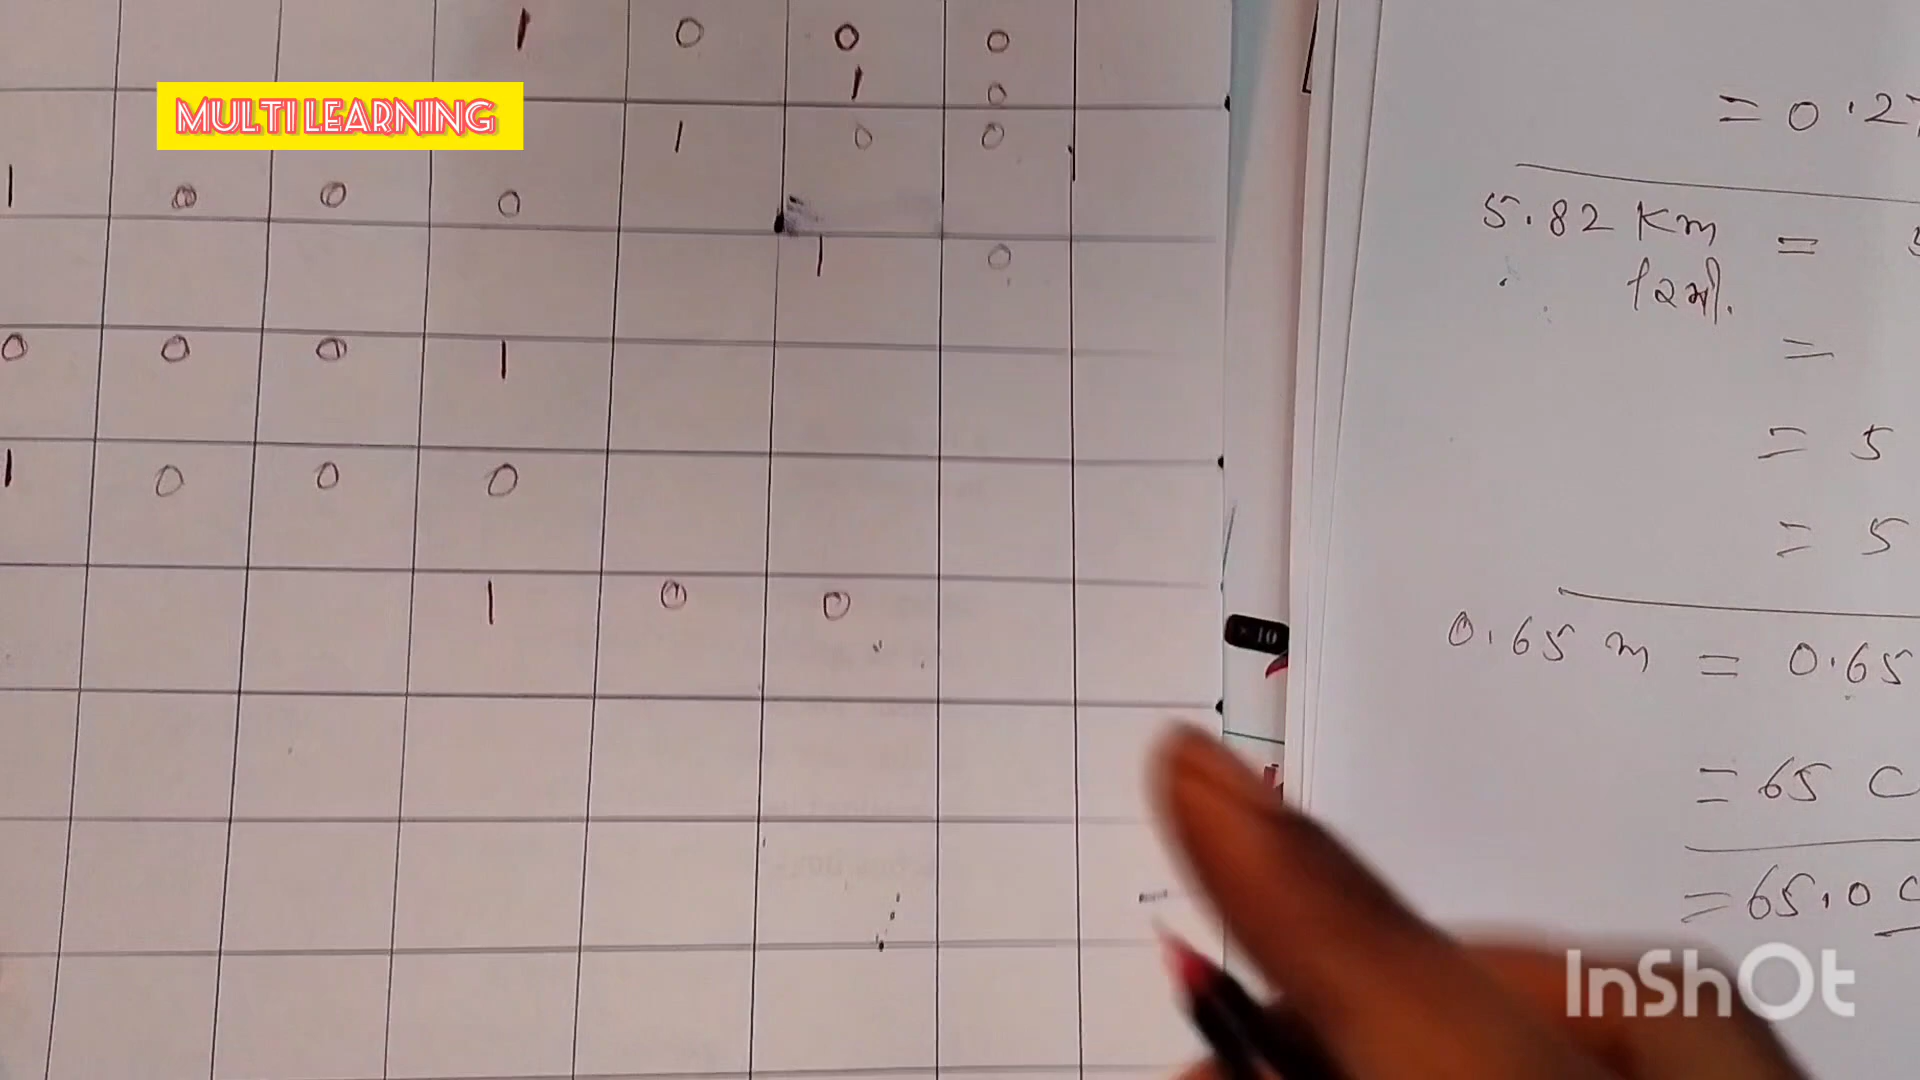 1 0 0 0
1 0
MULTI LEARNING
1 0 0
1 0 0 0
1 0
0 0 0 1
1 0 0 0
1 0 0
= 0.27
5.82 Km =
=
= 5
= 5
× 10
0.65 m = 0.65
= 65 C
= 65.0 C
InShOt